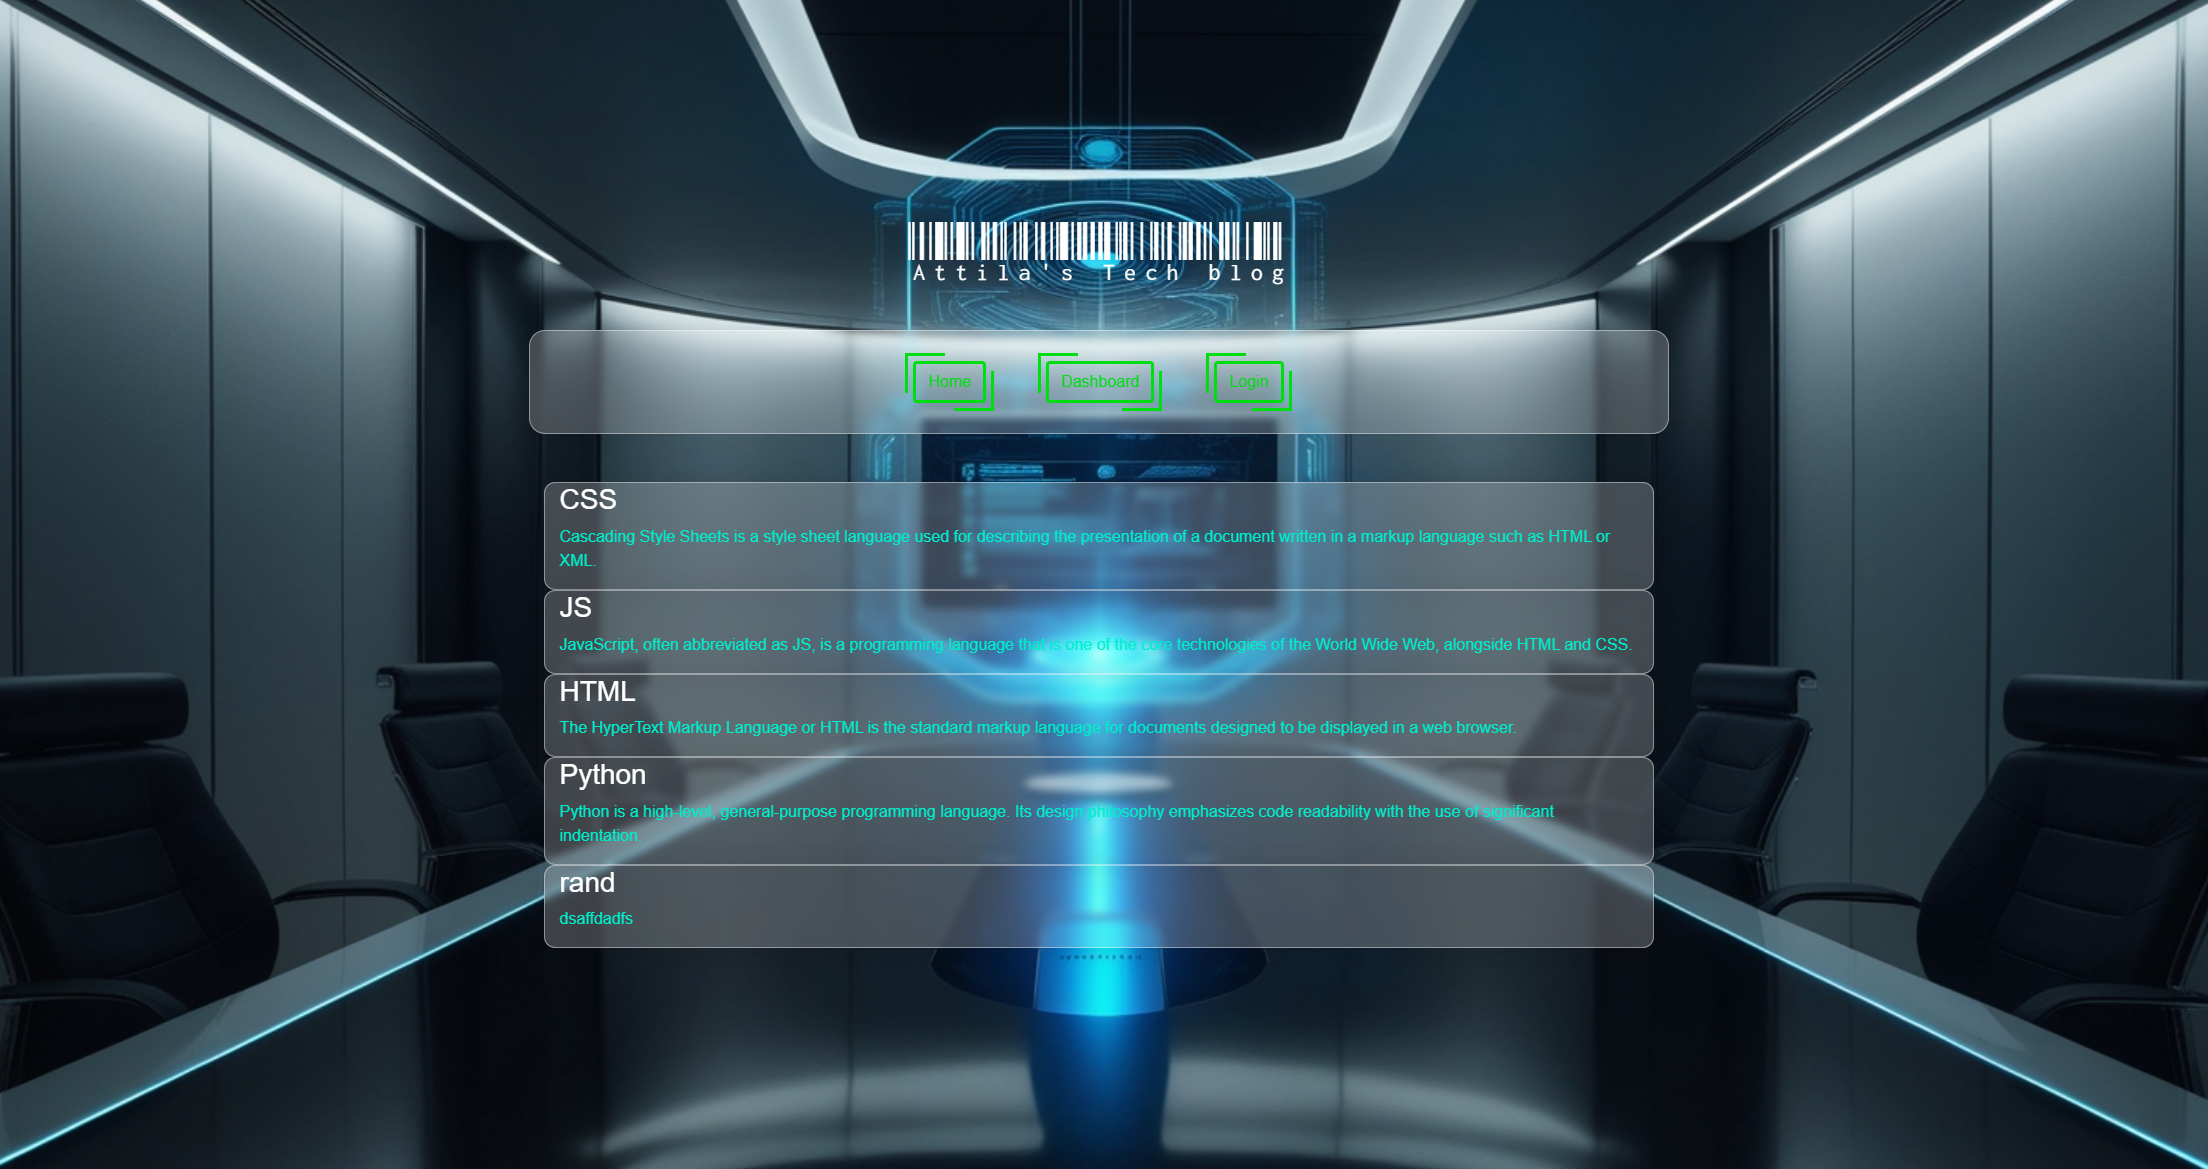 Attila's Tech blog
Home Dashboard Login
CSS
Cascading Style Sheets is a style sheet language used for describing the presentation of a document written in a markup language such as HTML or
XML.
JS
JavaScript, often abbreviated as JS, is a programming language that is one of the core technologies of the World Wide Web, alongside HTML and CSS.
HTML
The HyperText Markup Language or HTML is the standard markup language for documents designed to be displayed in a web browser.
Python
Python is a high-level, general-purpose programming language. Its design philosophy emphasizes code readability with the use of significant
indentation.
rand
dsaffdadfs